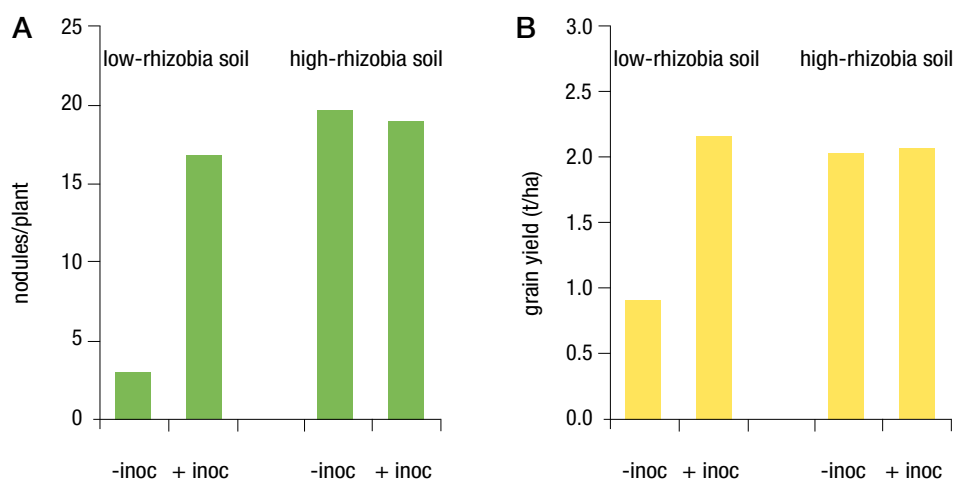 A
25
20
15
10
5
0
nodules/plant
low-rhizobia soil high-rhizobia soil
-inoc + inoc -inoc + inoc
B
3.0
2.5
2.0
1.5
1.0
0.5
0.0
grain yield (t/ha)
low-rhizobia soil high-rhizobia soil
-inoc + inoc -inoc + inoc